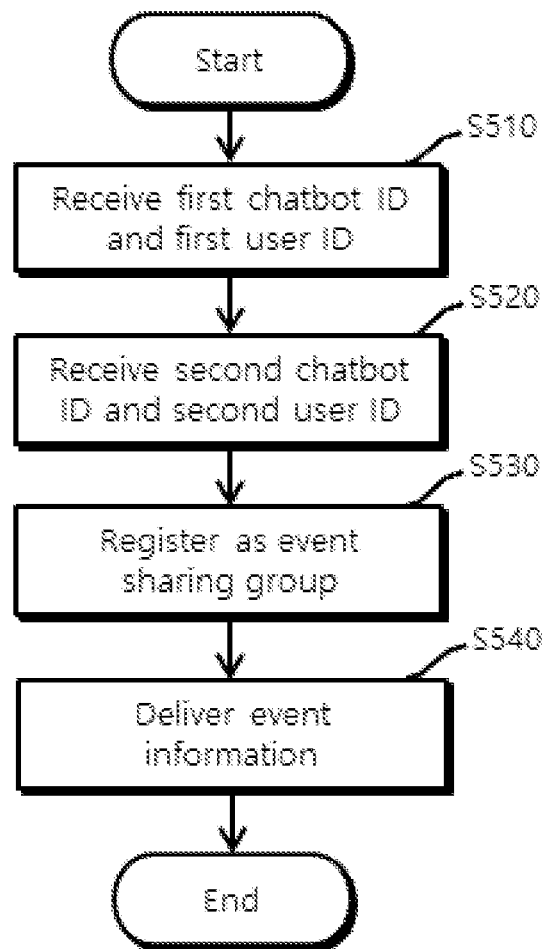 Start
S510
Receive first chatbot ID
and first user ID
S520
Receive second chatbot
ID and second user ID
S530
Register as event
sharing group
S540
Deliver event
information
End